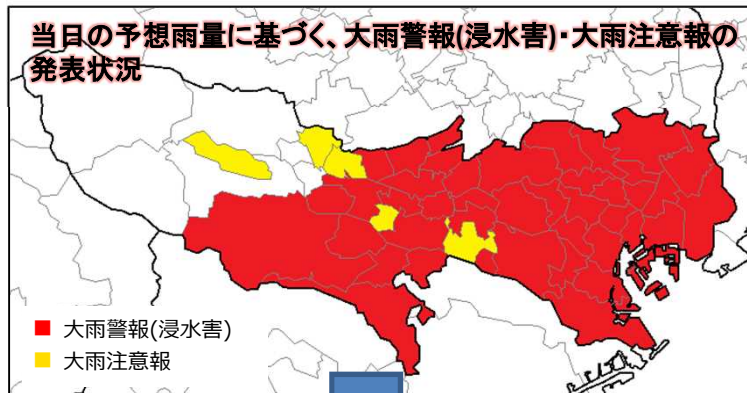 当日の予想雨量に基づく、大雨警報(浸水害)・大雨注意報の
発表状況
大雨警報(浸水害)
大雨注意報